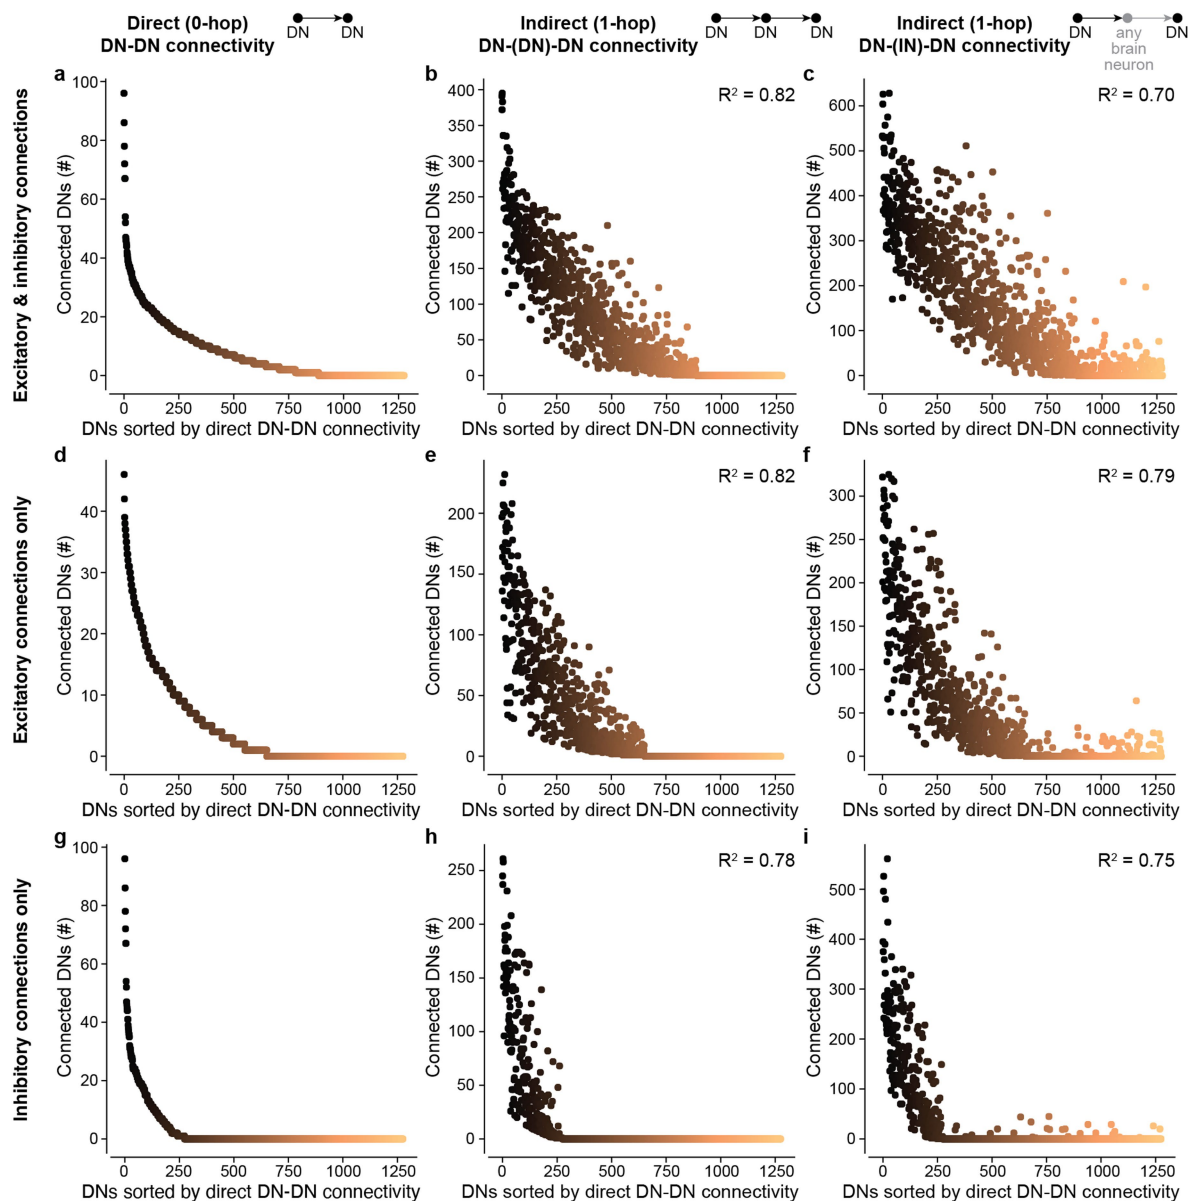 Direct (0-hop)
DN-DN connectivity
DN DN
Indirect (1-hop)
DN-(DN)-DN connectivity
DN DN DN
Indirect (1-hop)
DN-(IN)-DN connectivity
DN any brain neuron DN
Excitatory & inhibitory connections
a
Connected DNs (#)
100
80
60
40
20
0
0 250 500 750 1000 1250
DNs sorted by direct DN-DN connectivity
b
R² = 0.82
Connected DNs (#)
400
350
300
250
200
150
100
50
0
0 250 500 750 1000 1250
DNs sorted by direct DN-DN connectivity
c
R² = 0.70
Connected DNs (#)
600
500
400
300
200
100
0
0 250 500 750 1000 1250
DNs sorted by direct DN-DN connectivity
Excitatory connections only
d
Connected DNs (#)
40
30
20
10
0
0 250 500 750 1000 1250
DNs sorted by direct DN-DN connectivity
e
R² = 0.82
Connected DNs (#)
200
150
100
50
0
0 250 500 750 1000 1250
DNs sorted by direct DN-DN connectivity
f
R² = 0.79
Connected DNs (#)
300
250
200
150
100
50
0
0 250 500 750 1000 1250
DNs sorted by direct DN-DN connectivity
Inhibitory connections only
g
Connected DNs (#)
100
80
60
40
20
0
0 250 500 750 1000 1250
DNs sorted by direct DN-DN connectivity
h
R² = 0.78
Connected DNs (#)
250
200
150
100
50
0
0 250 500 750 1000 1250
DNs sorted by direct DN-DN connectivity
i
R² = 0.75
Connected DNs (#)
500
400
300
200
100
0
0 250 500 750 1000 1250
DNs sorted by direct DN-DN connectivity